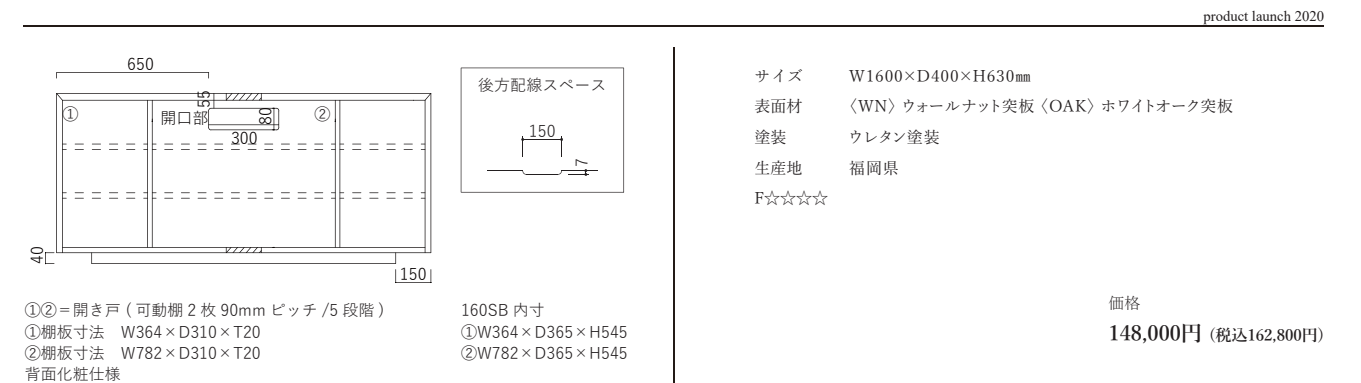 product launch 2020
650
55
①
開口部
80
②
300
40
150
後方配線スペース
150
7
①②＝開き戸 ( 可動棚 2 枚 90mm ピッチ /5 段階 )
①棚板寸法　W364×D310×T20
②棚板寸法　W782×D310×T20
背面化粧仕様
160SB 内寸
①W364×D365×H545
②W782×D365×H545
サイズ　W1600×D400×H630㎜
表面材　〈WN〉ウォールナット突板〈OAK〉ホワイトオーク突板
塗装　ウレタン塗装
生産地　福岡県
F☆☆☆☆
価格
148,000円（税込162,800円）